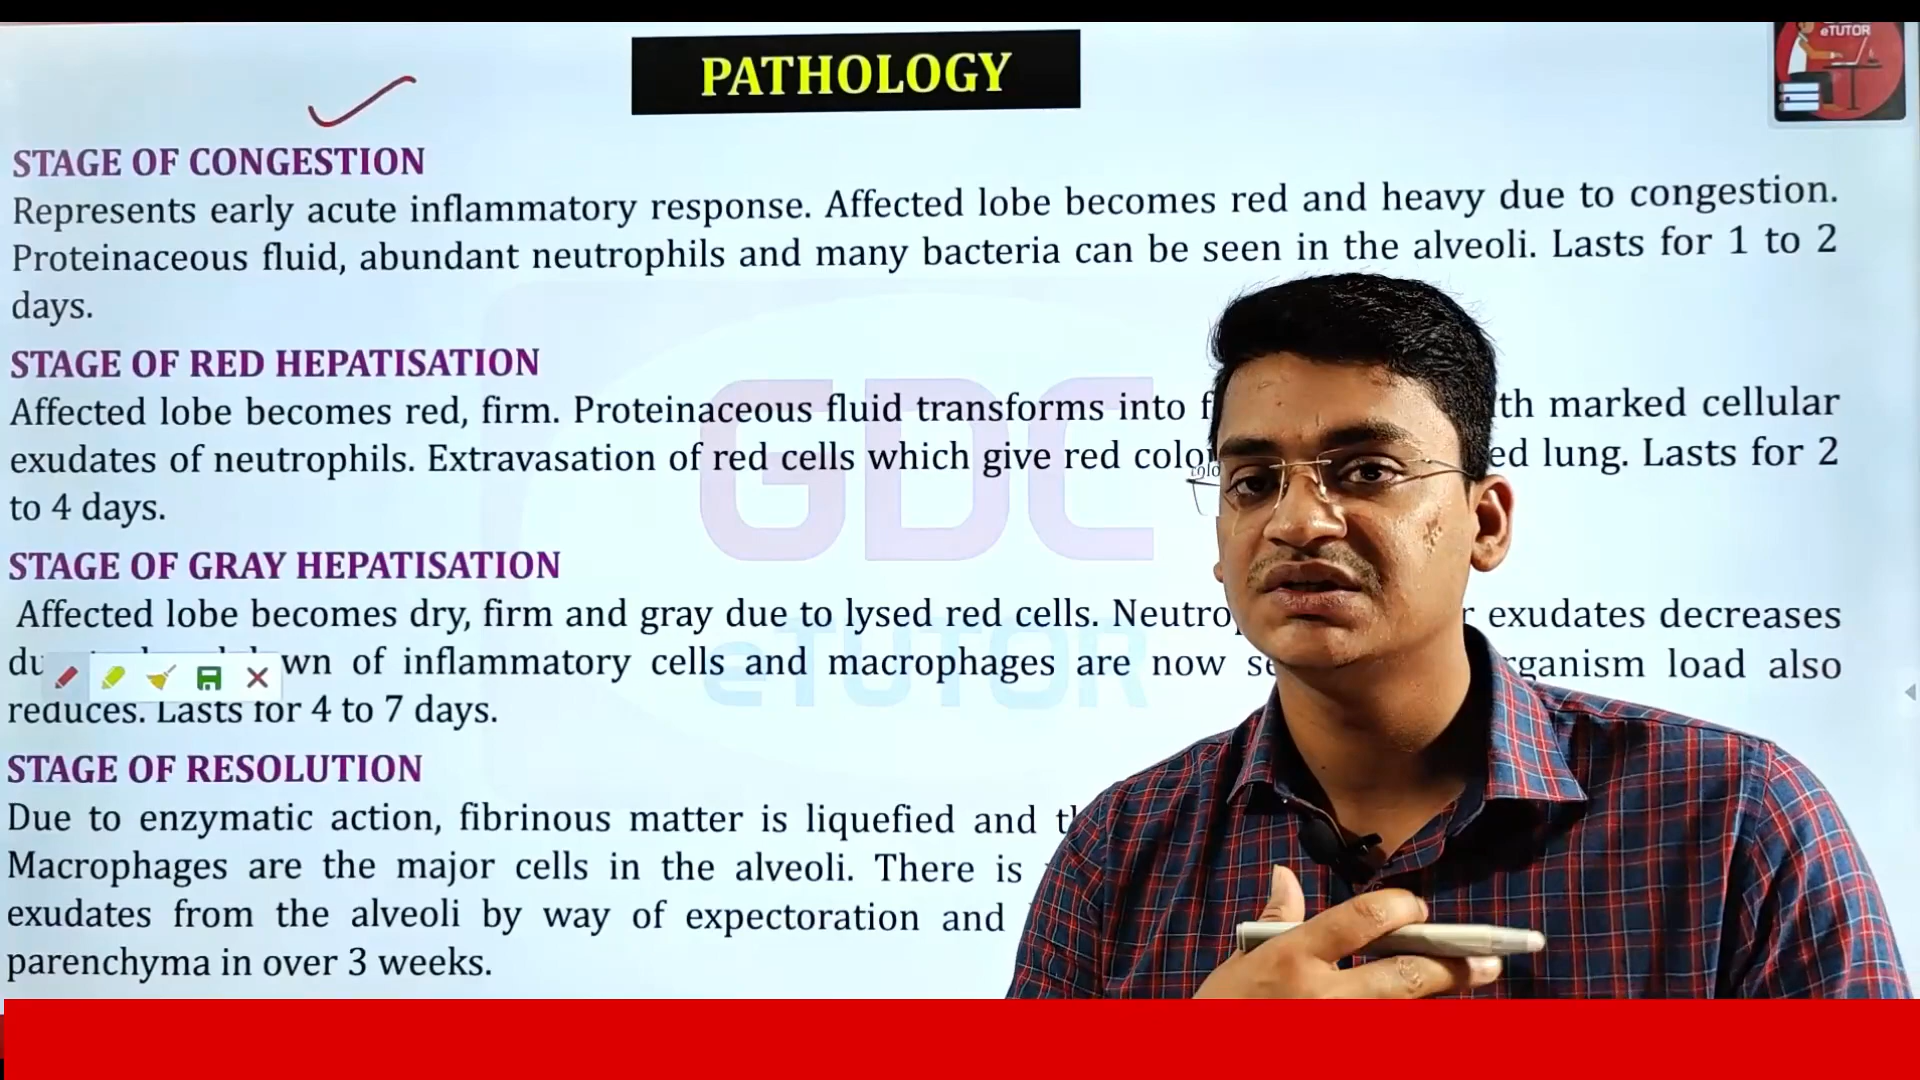 eTUTOR
PATHOLOGY
STAGE OF CONGESTION
Represents early acute inflammatory response. Affected lobe becomes red and heavy due to congestion.
Proteinaceous fluid, abundant neutrophils and many bacteria can be seen in the alveoli. Lasts for 1 to 2
days.
STAGE OF RED HEPATISATION
Affected lobe becomes red, firm. Proteinaceous fluid transforms into marked cellular
exudates of neutrophils. Extravasation of red cells which give red lung. Lasts for 2
to 4 days.
STAGE OF GRAY HEPATISATION
Affected lobe becomes dry, firm and gray due to lysed red cells. exudates decreases
of inflammatory cells and macrophages are now load also
reduces. Lasts for 4 to 7 days.
STAGE OF RESOLUTION
Due to enzymatic action, fibrinous matter is liquefied and
Macrophages are the major cells in the alveoli. There is
exudates from the alveoli by way of expectoration and
parenchyma in over 3 weeks.
GDC
eTUTOR